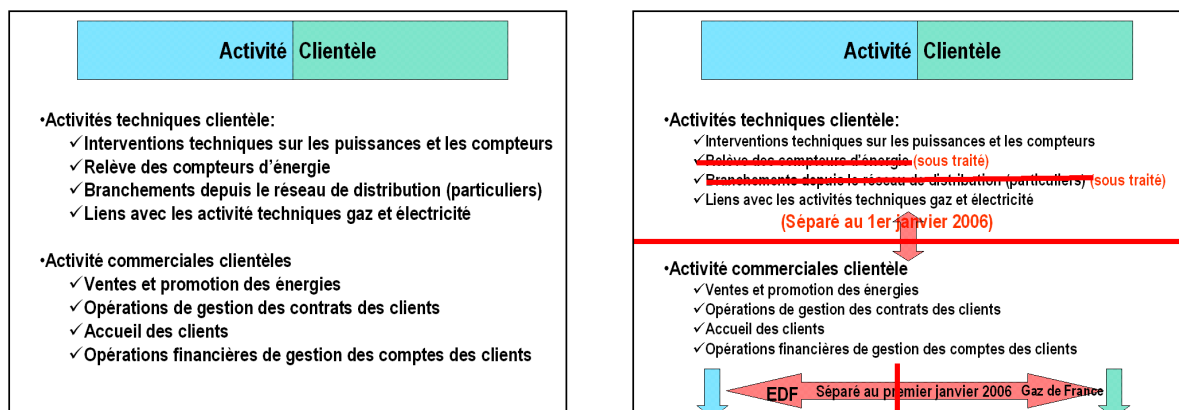 Activité Clientèle
•Activités techniques clientèle:
✓Interventions techniques sur les puissances et les compteurs
✓Relève des compteurs d'énergie
✓Branchements depuis le réseau de distribution (particuliers)
✓Liens avec les activité techniques gaz et électricité
•Activité commerciales clientèles
✓Ventes et promotion des énergies
✓Opérations de gestion des contrats des clients
✓Accueil des clients
✓Opérations financières de gestion des comptes des clients
Activité Clientèle
•Activités techniques clientèle:
✓Interventions techniques sur les puissances et les compteurs
✓Relève des compteurs d'énergie (sous traité)
✓Branchements depuis le réseau de distribution (particuliers) (sous traité)
✓Liens avec les activités techniques gaz et électricité
(Séparé au 1er janvier 2006)
•Activité commerciales clientèle
✓Ventes et promotion des énergies
✓Opérations de gestion des contrats des clients
✓Accueil des clients
✓Opérations financières de gestion des comptes des clients
EDF Séparé au premier janvier 2006 Gaz de France